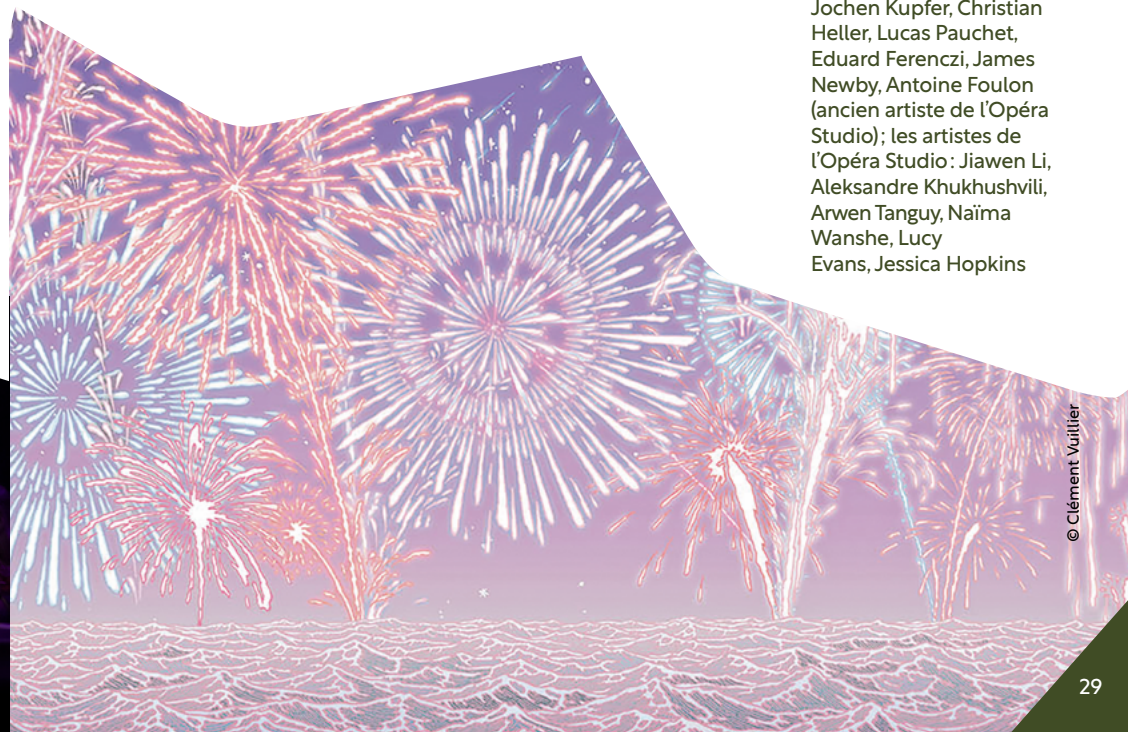 Jochen Kupfer, Christian
Heller, Lucas Pauchet,
Eduard Ferenczi, James
Newby, Antoine Foulon
(ancien artiste de l'Opéra
Studio) ; les artistes de
l'Opéra Studio : Jiawen Li,
Aleksandre Khukhushvili,
Arwen Tanguy, Naïma
Wanshe, Lucy
Evans, Jessica Hopkins
© Clément Vuillier
29